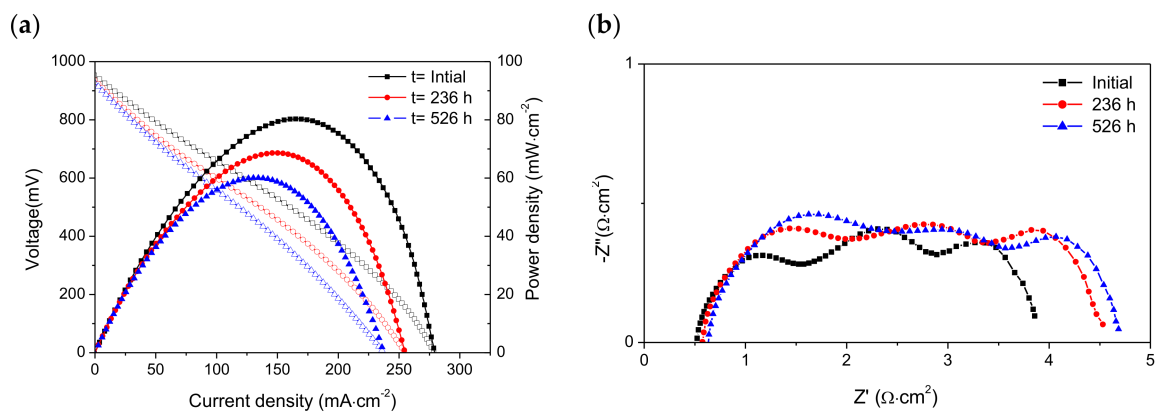 (a)
1000
800
600
400
200
0
Voltage(mV)
0 50 100 150 200 250 300
Current density (mA·cm⁻²)
100
80
60
40
20
0
Power density (mW·cm⁻²)
t= Intial
t= 236 h
t= 526 h
(b)
1
0
-Z"(Ω·cm²)
0 1 2 3 4 5
Z' (Ω·cm²)
Initial
236 h
526 h